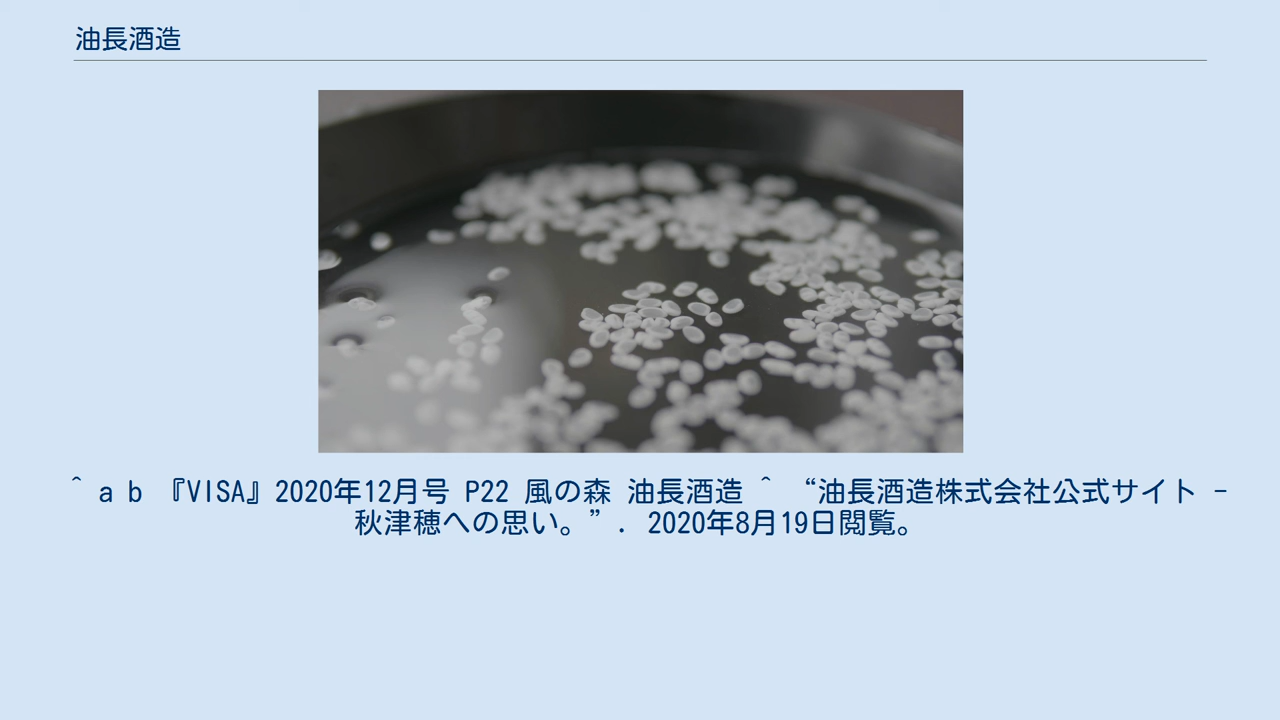 油長酒造
^ a b 『VISA』2020年12月号 P22 風の森 油長酒造 ^ “油長酒造株式会社公式サイト -
秋津穂への思い。”. 2020年8月19日閲覧。